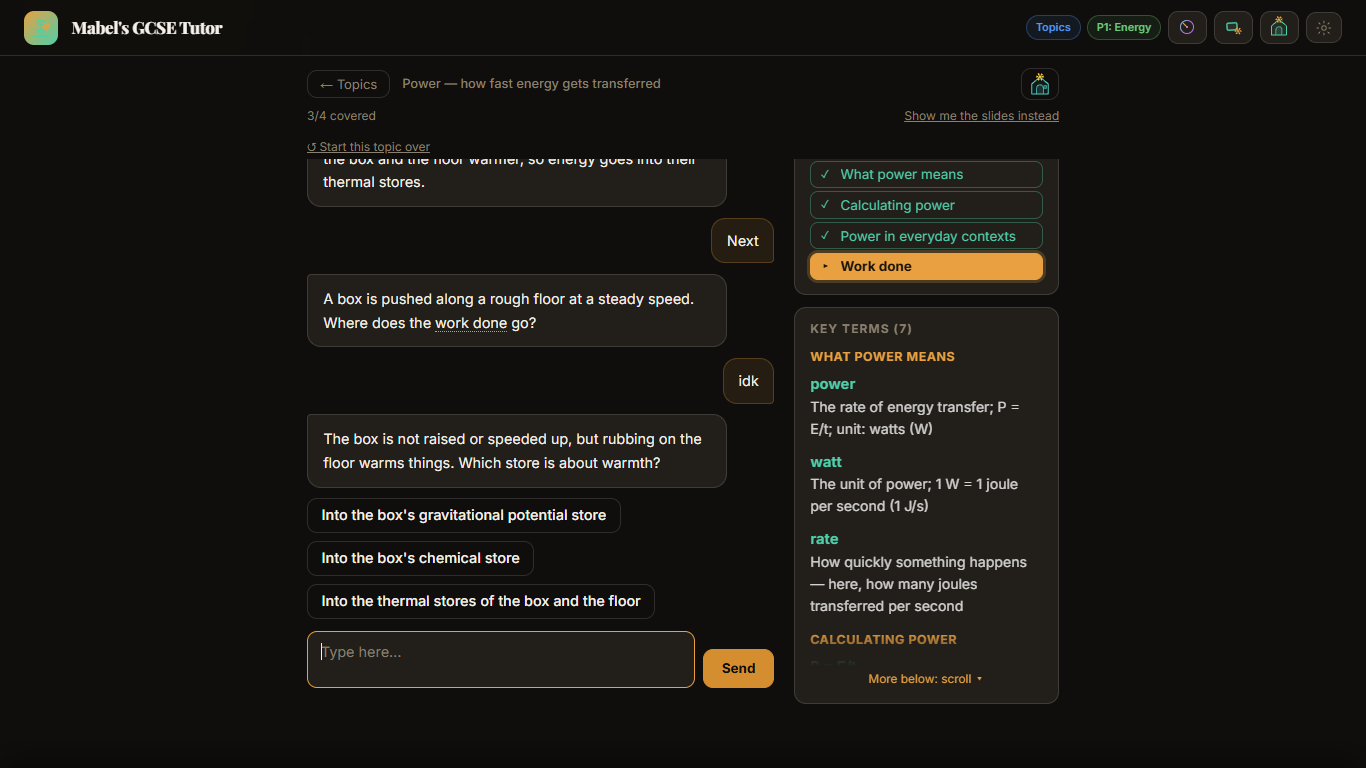 Mabel's GCSE Tutor
Topics
P1: Energy
← Topics
Power — how fast energy gets transferred
3/4 covered
Show me the slides instead
↺ Start this topic over
the box and the floor warmer, so energy goes into their
thermal stores.
Next
A box is pushed along a rough floor at a steady speed.
Where does the work done go?
idk
The box is not raised or speeded up, but rubbing on the
floor warms things. Which store is about warmth?
Into the box's gravitational potential store
Into the box's chemical store
Into the thermal stores of the box and the floor
Type here...
Send
✓ What power means
✓ Calculating power
✓ Power in everyday contexts
▸ Work done
KEY TERMS (7)
WHAT POWER MEANS
power
The rate of energy transfer; P =
E/t; unit: watts (W)
watt
The unit of power; 1 W = 1 joule
per second (1 J/s)
rate
How quickly something happens
— here, how many joules
transferred per second
CALCULATING POWER
More below: scroll ▾